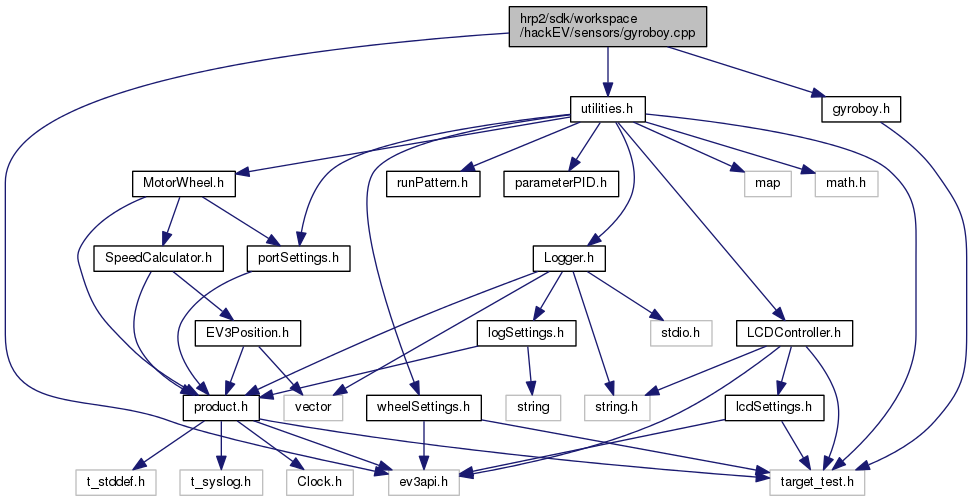 hrp2/sdk/workspace
/hackEV/sensors/gyroboy.cpp
utilities.h
gyroboy.h
MotorWheel.h
runPattern.h
parameterPID.h
map
math.h
SpeedCalculator.h
portSettings.h
Logger.h
EV3Position.h
logSettings.h
stdio.h
LCDController.h
product.h
vector
wheelSettings.h
string
string.h
lcdSettings.h
t_stddef.h
t_syslog.h
Clock.h
ev3api.h
target_test.h